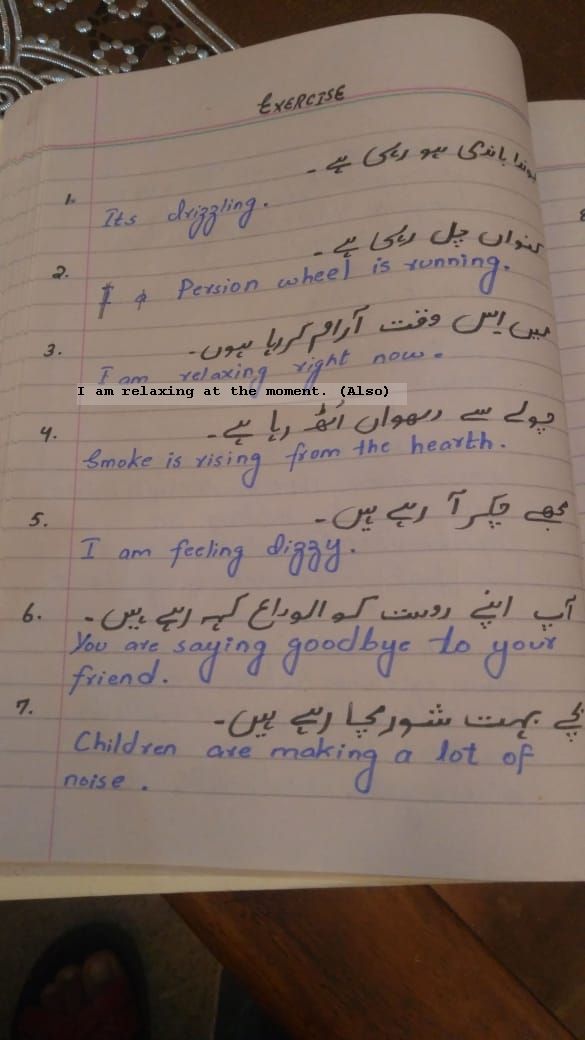 EXERCISE
بوندا باندی ہو رہی ہے۔
1. Its drizzling.
کنواں چل رہا ہے۔
2. Persion wheel is running.
میں اِس وقت آرام کر رہا ہوں۔
3. I am relaxing right now.
I am relaxing at the moment. (Also)
چولے سے دھواں اُٹھ رہا ہے۔
4. Smoke is rising from the hearth.
مجھے چکر آ رہے ہیں۔
5. I am feeling dizzy.
آپ اپنے دوست کو الوداع کہہ رہے ہیں۔
6. You are saying goodbye to your
friend.
بچے بہت شور مچا رہے ہیں۔
7. Children are making a lot of
noise.